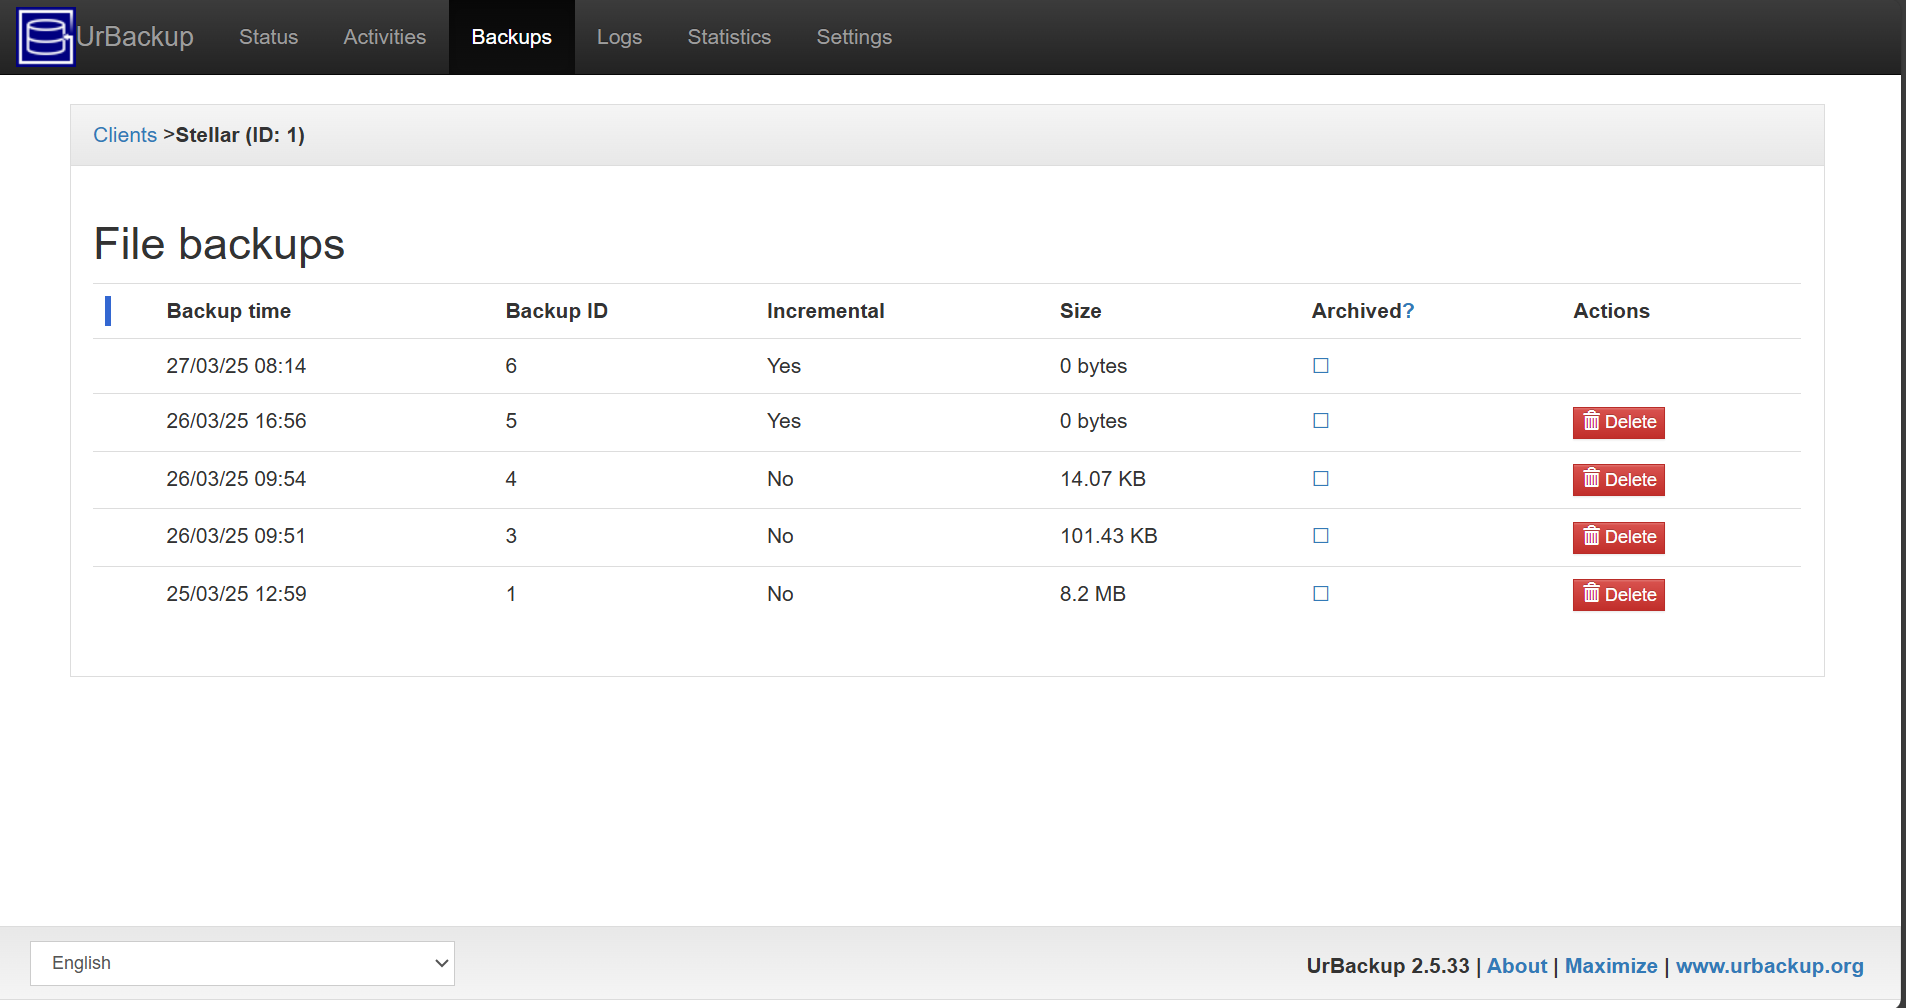 UrBackup Status Activities Backups Logs Statistics Settings
Clients >Stellar (ID: 1)
File backups
Backup time Backup ID Incremental Size Archived? Actions
27/03/25 08:14 6 Yes 0 bytes
26/03/25 16:56 5 Yes 0 bytes Delete
26/03/25 09:54 4 No 14.07 KB Delete
26/03/25 09:51 3 No 101.43 KB Delete
25/03/25 12:59 1 No 8.2 MB Delete
English UrBackup 2.5.33 | About | Maximize | www.urbackup.org